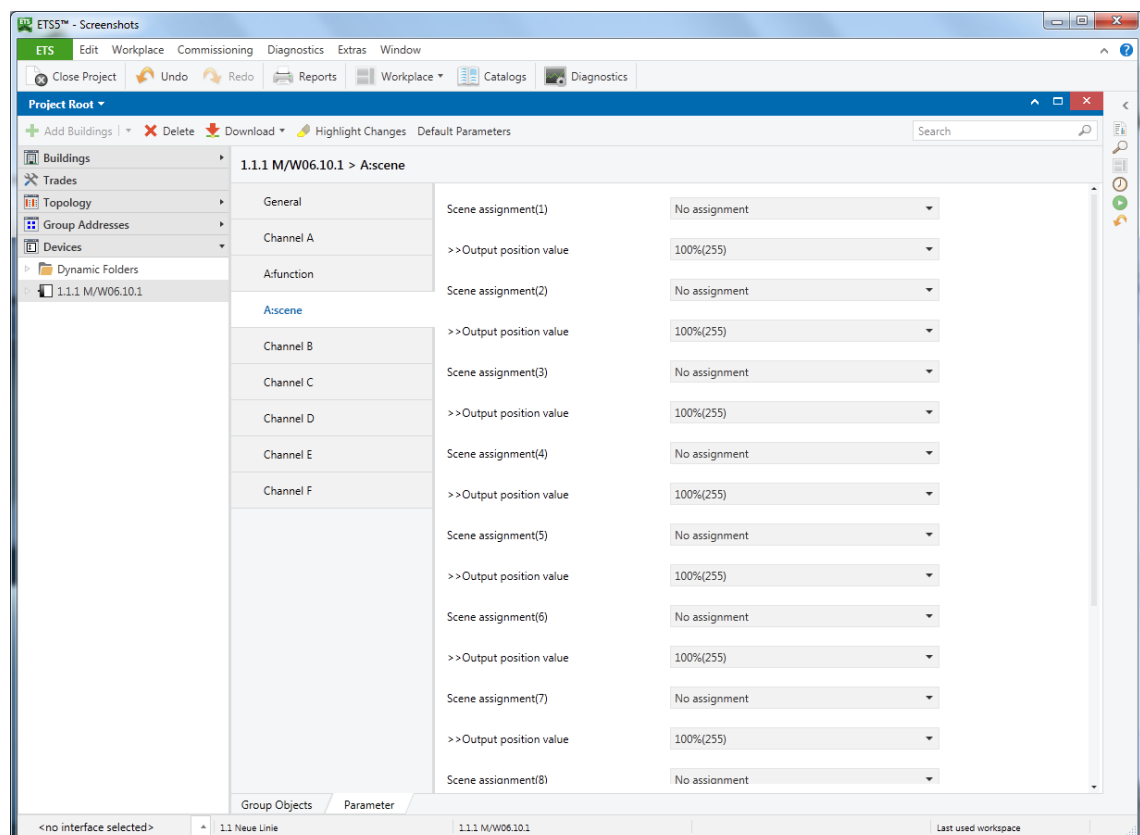 ETS5™ - Screenshots
ETS Edit Workplace Commissioning Diagnostics Extras Window
Close Project Undo Redo Reports Workplace Catalogs Diagnostics
Project Root
Add Buildings Delete Download Highlight Changes Default Parameters Search
Buildings
Trades
Topology
Group Addresses
Devices
Dynamic Folders
1.1.1 M/W06.10.1
1.1.1 M/W06.10.1 > A:scene
General
Channel A
A:function
A:scene
Channel B
Channel C
Channel D
Channel E
Channel F
Scene assignment(1) No assignment
>>Output position value 100%(255)
Scene assignment(2) No assignment
>>Output position value 100%(255)
Scene assignment(3) No assignment
>>Output position value 100%(255)
Scene assignment(4) No assignment
>>Output position value 100%(255)
Scene assignment(5) No assignment
>>Output position value 100%(255)
Scene assignment(6) No assignment
>>Output position value 100%(255)
Scene assignment(7) No assignment
>>Output position value 100%(255)
Scene assignment(8) No assignment
Group Objects Parameter
<no interface selected> 1.1 Neue Linie 1.1.1 M/W06.10.1 Last used workspace